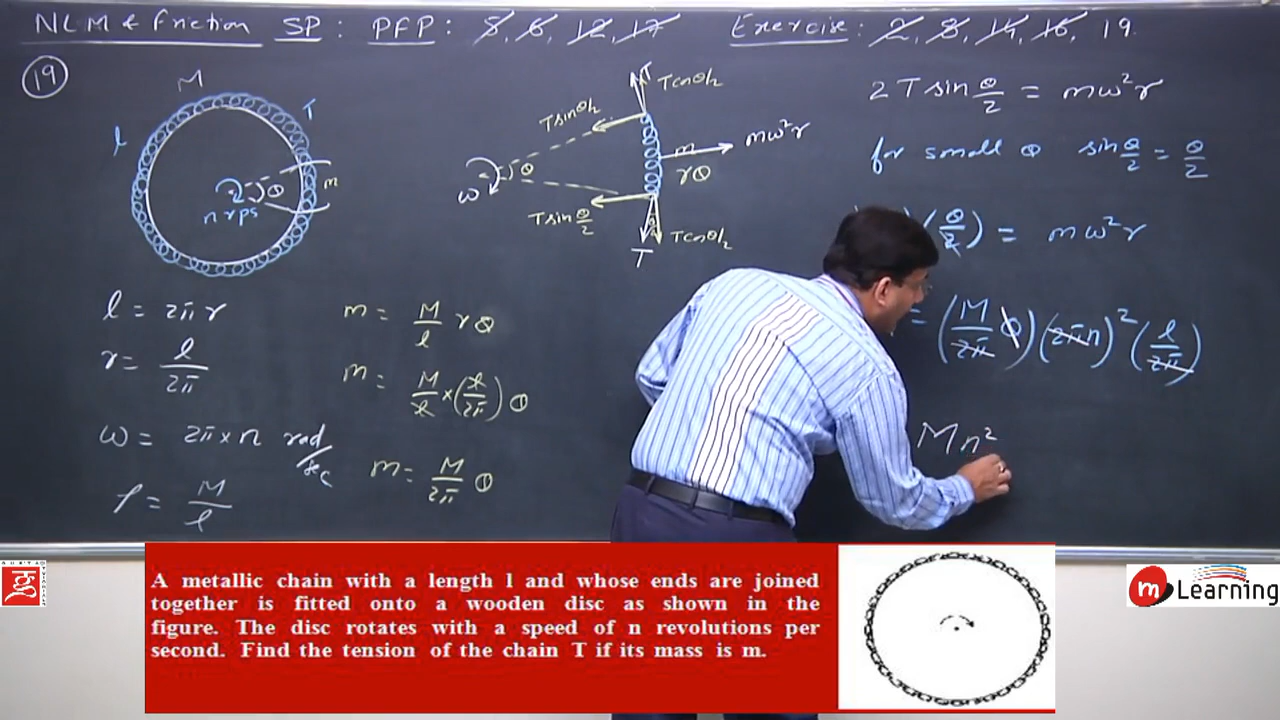 NLM & Friction SP : PFP : 5, 6, 12, 17 Exercise : 2, 8, 14, 16, 19.
19
M
l
T
θ
m
n rps
T
T cos θ/2
T sin θ/2
mω²r
m
rθ
θ
ω
T sin θ/2
T cos θ/2
T
l = 2πr
r = l/2π
ω = 2π × n rad/sec
ρ = M/l
m = M/l rθ
m = M/l × (l/2π) θ
m = M/2π θ
2 T sin θ/2 = mω²r
for small θ sin θ/2 = θ/2
(θ/2) = mω²r
= (M/2π θ)(2πn)² (l/2π)
Mn²
A metallic chain with a length l and whose ends are joined
together is fitted onto a wooden disc as shown in the
figure. The disc rotates with a speed of n revolutions per
second. Find the tension of the chain T if its mass is m.
m Learning